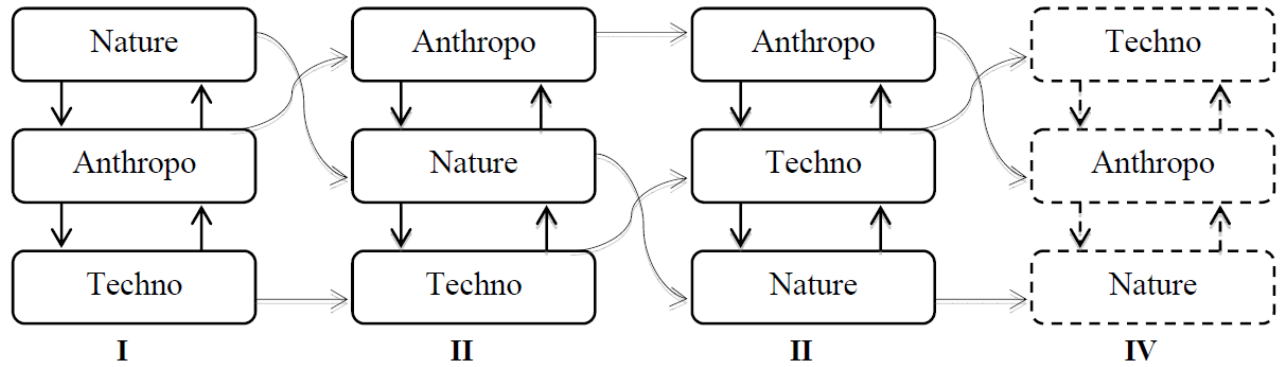 Nature Anthropo Anthropo Techno
Anthropo Nature Techno Anthropo
Techno Techno Nature Nature
I II II IV